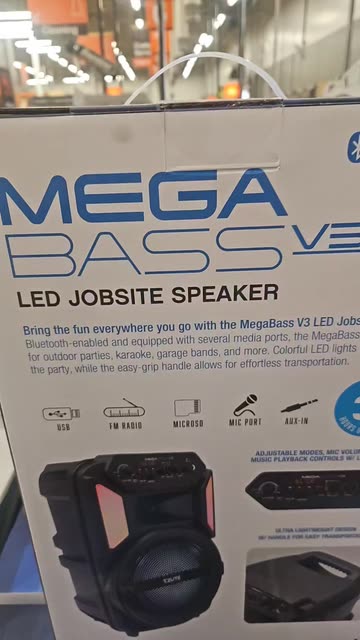 MEGA
BASS V3
LED JOBSITE SPEAKER
Bring the fun everywhere you go with the MegaBass V3 LED Jobs
Bluetooth-enabled and equipped with several media ports, the MegaBass
for outdoor parties, karaoke, garage bands, and more. Colorful LED lights
the party, while the easy-grip handle allows for effortless transportation.
USB
FM RADIO
MICROSD
MIC PORT
AUX-IN
ADJUSTABLE MODES, MIC VOLU
MUSIC PLAYBACK CONTROLS W/ L
ULTRA LIGHTWEIGHT DESIGN
W/ HANDLE FOR EASY TRANSPORT